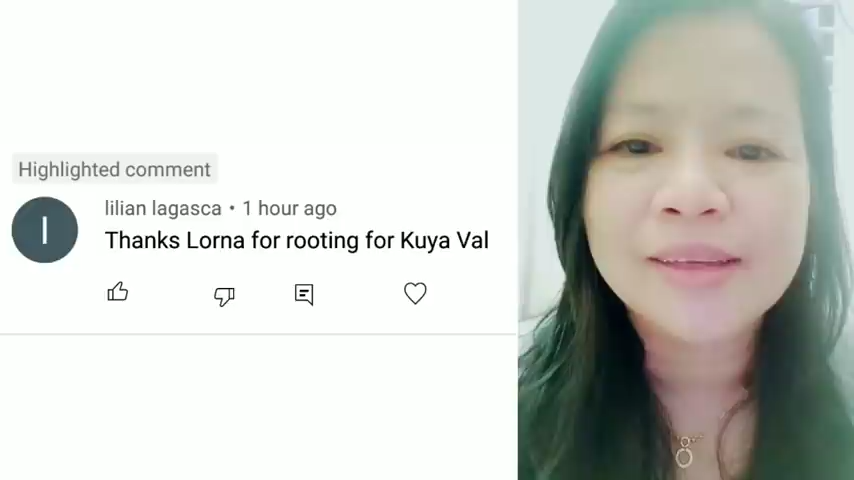 Highlighted comment
l
lilian lagasca • 1 hour ago
Thanks Lorna for rooting for Kuya Val